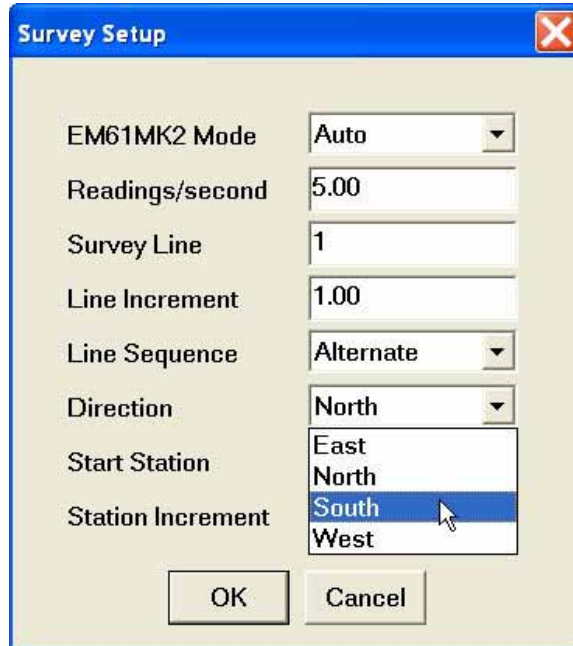 Survey Setup
EM61MK2 Mode Auto
Readings/second 5.00
Survey Line 1
Line Increment 1.00
Line Sequence Alternate
Direction North
East
Start Station North
South
Station Increment West
OK Cancel